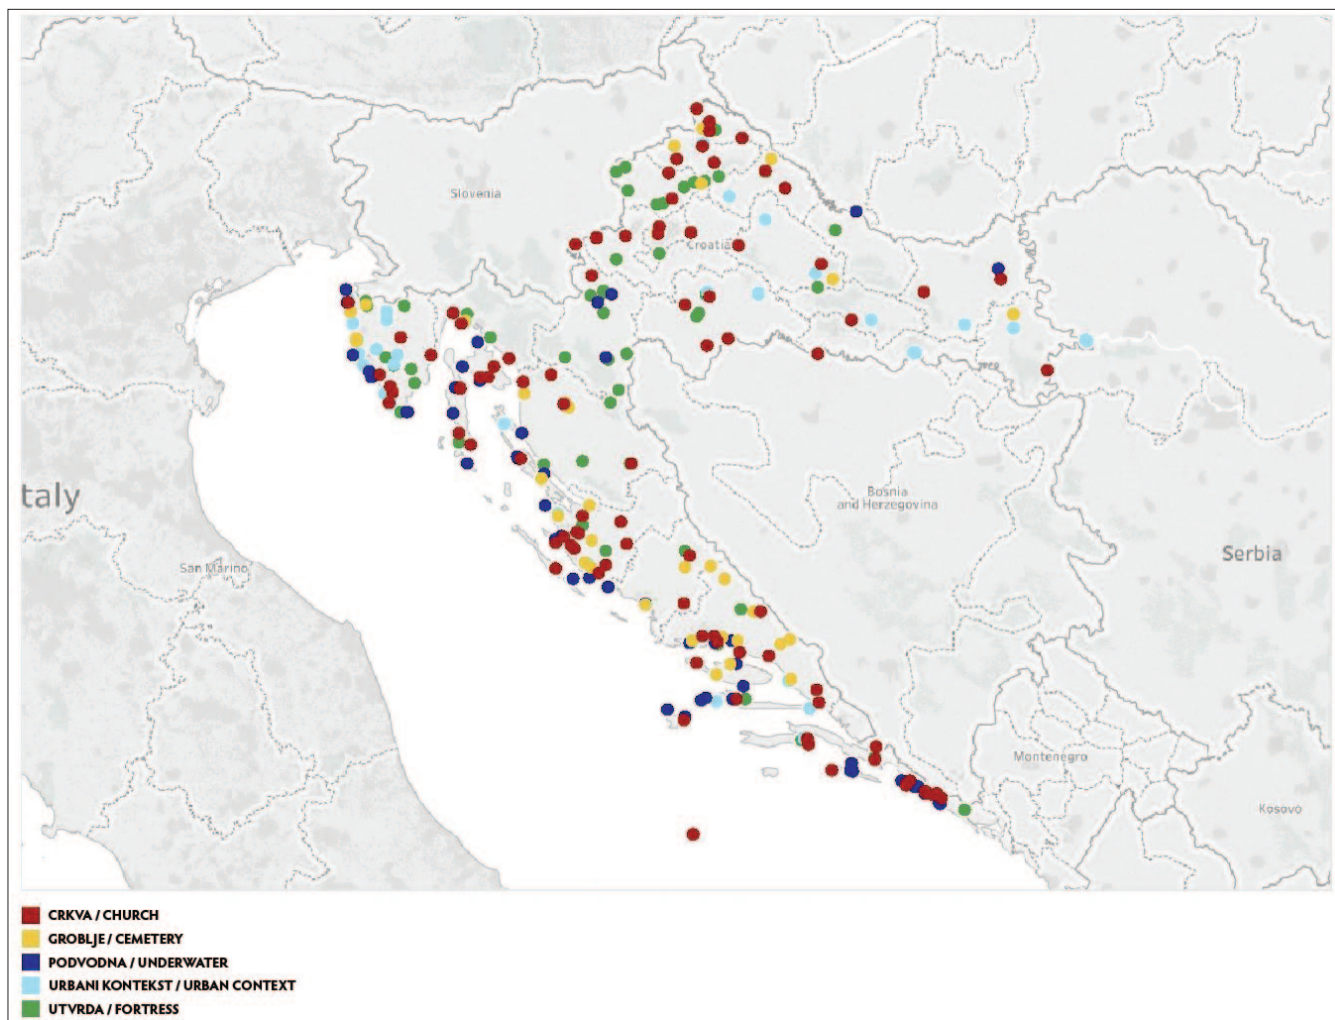 Slovenia
Croatia
Bosnia
and Herzegovina
taly
San Marino
Serbia
Montenegro
Kosovo
CRKVA / CHURCH
GROBLJE / CEMETERY
PODVODNA / UNDERWATER
URBANI KONTEKST / URBAN CONTEXT
UTVRDA / FORTRESS